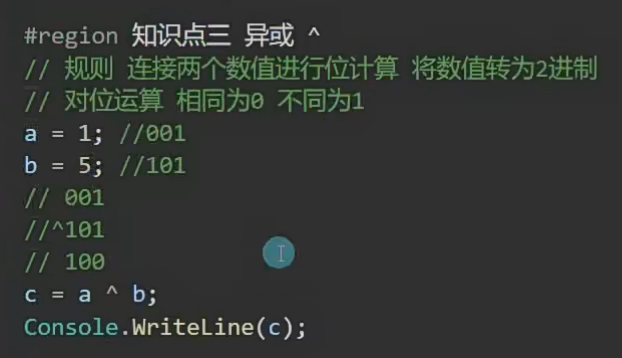 #region 知识点三 异或 ^
// 规则 连接两个数值进行位计算 将数值转为2进制
// 对位运算 相同为0 不同为1
a = 1; //001
b = 5; //101
// 001
//^101
// 100
c = a ^ b;
Console.WriteLine(c);